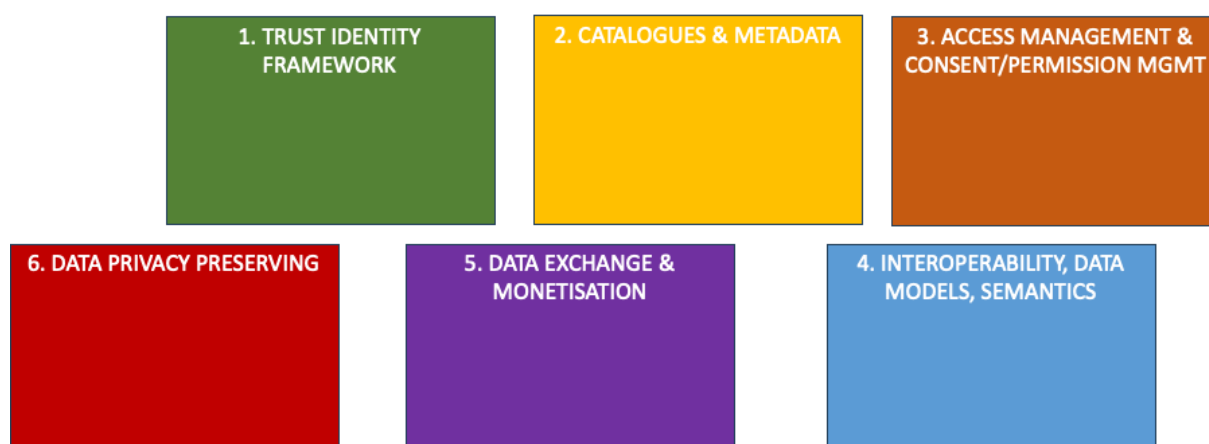 1. TRUST IDENTITY
FRAMEWORK
2. CATALOGUES & METADATA
3. ACCESS MANAGEMENT &
CONSENT/PERMISSION MGMT
6. DATA PRIVACY PRESERVING
5. DATA EXCHANGE &
MONETISATION
4. INTEROPERABILITY, DATA
MODELS, SEMANTICS